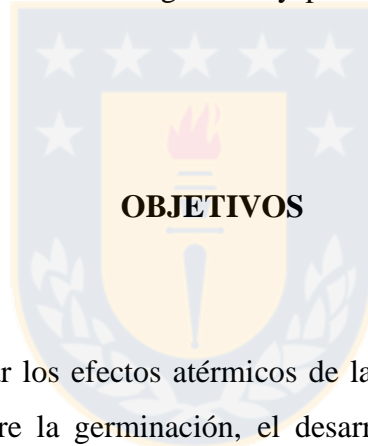 y
OBJETIVOS
los efectos atérmicos de la
la germinación, el